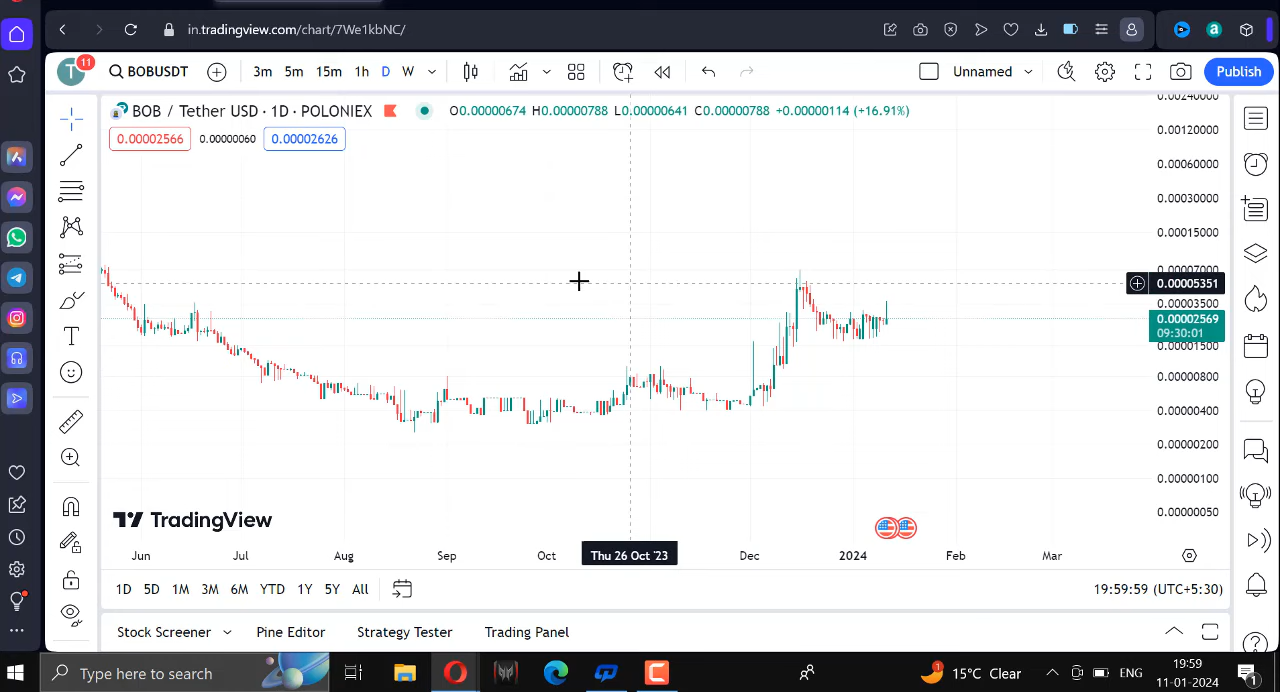 in.tradingview.com/chart/7We1kbNC/
T
11
BOBUSDT
3m 5m 15m 1h D W
Unnamed
Publish
BOB / Tether USD · 1D · POLONIEX
O0.00000674 H0.00000788 L0.00000641 C0.00000788 +0.00000114 (+16.91%)
0.00002566 0.00000060 0.00002626
0.00240000
0.00120000
0.00060000
0.00030000
0.00015000
0.00007000
0.00005351
0.00003500
0.00002569
09:30:01
0.00001500
0.00000800
0.00000400
0.00000200
0.00000100
0.00000050
TradingView
Jun Jul Aug Sep Oct Thu 26 Oct '23 Dec 2024 Feb Mar
1D 5D 1M 3M 6M YTD 1Y 5Y All
19:59:59 (UTC+5:30)
Stock Screener Pine Editor Strategy Tester Trading Panel
Type here to search
1
15°C Clear
ENG
19:59
11-01-2024
1